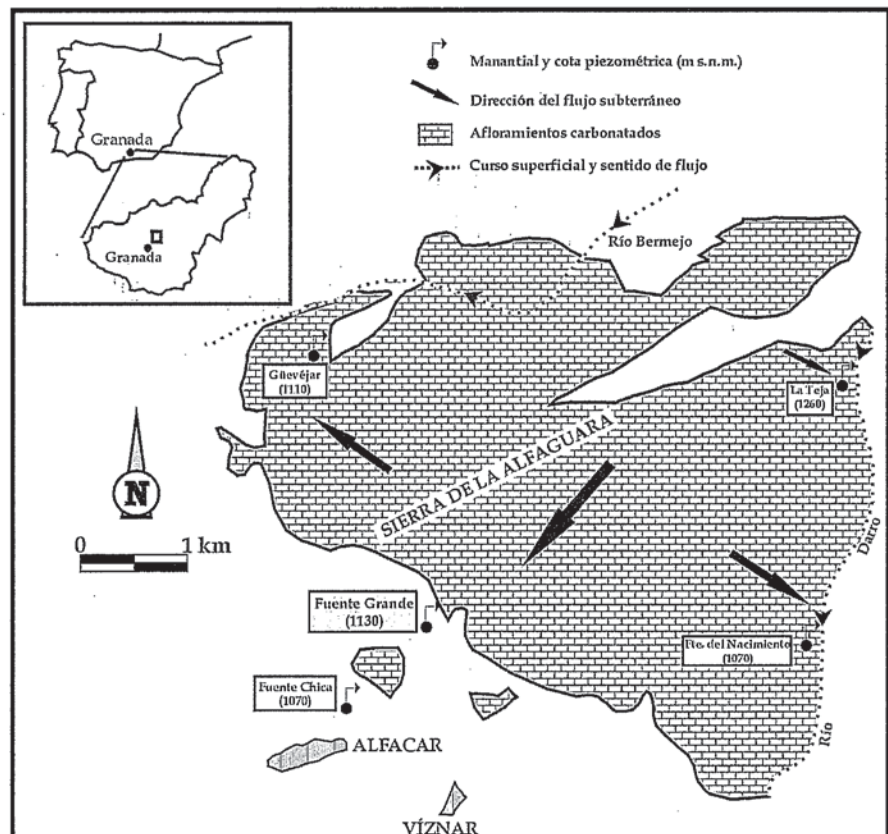 Granada
Granada
Manantial y cota piezométrica (m s.n.m.)
Dirección del flujo subterráneo
Afloramientos carbonatados
Curso superficial y sentido de flujo
Río Bermejo
Güevéjar
(1110)
La Teja
(1260)
SIERRA DE LA ALFAGUARA
N
0 1 km
Darro
Fuente Grande
(1130)
Fte. del Nacimiento
(1070)
Fuente Chica
(1070)
Río
ALFACAR
VÍZNAR